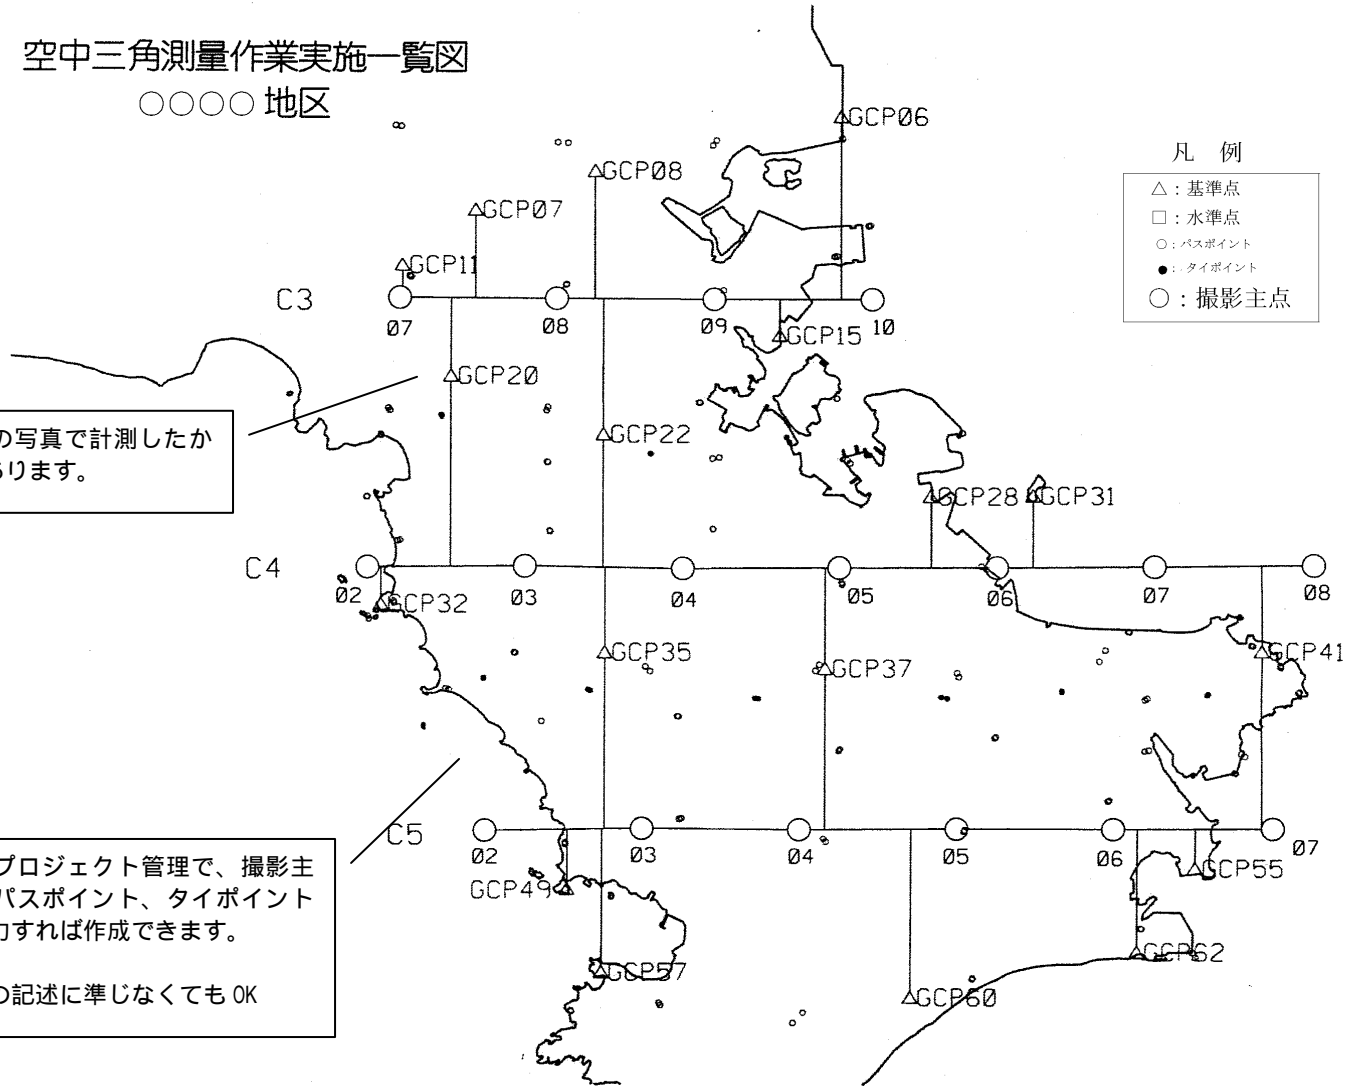 空中三角測量作業実施一覧図
○○○○ 地区
凡 例
△：基準点
□：水準点
○：パスポイント
●：タイポイント
○：撮影主点
GCP06
GCP08
GCP07
GCP11
C3
07
08
09
10
GCP15
GCP20
の写真で計測したか
ります。
GCP22
GCP28
GCP31
C4
02
03
04
05
06
07
08
GCP32
GCP35
GCP37
GCP41
C5
02
03
04
05
06
07
プロジェクト管理で、撮影主
パスポイント、タイポイント
すれば作成できます。
の記述に準じなくても OK
GCP49
GCP55
GCP57
GCP62
GCP60